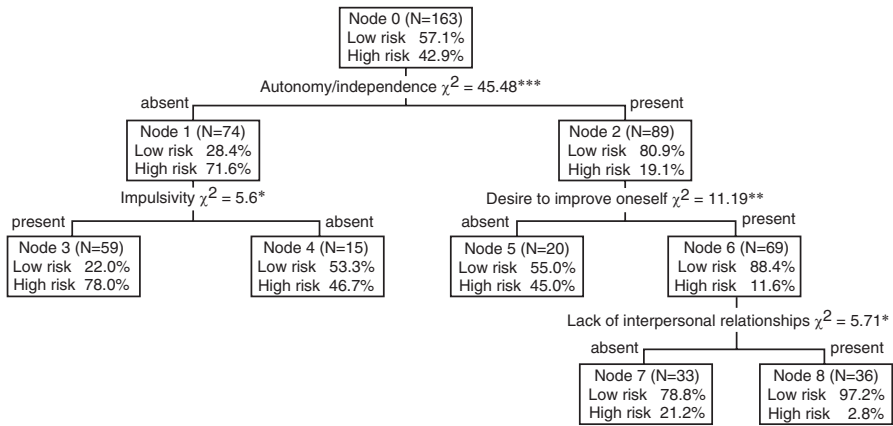 Node 0 (N=163)
Low risk 57.1%
High risk 42.9%
Autonomy/independence χ² = 45.48***
absent
present
Node 1 (N=74)
Low risk 28.4%
High risk 71.6%
Node 2 (N=89)
Low risk 80.9%
High risk 19.1%
Impulsivity χ² = 5.6*
Desire to improve oneself χ² = 11.19**
present
absent
absent
present
Node 3 (N=59)
Low risk 22.0%
High risk 78.0%
Node 4 (N=15)
Low risk 53.3%
High risk 46.7%
Node 5 (N=20)
Low risk 55.0%
High risk 45.0%
Node 6 (N=69)
Low risk 88.4%
High risk 11.6%
Lack of interpersonal relationships χ² = 5.71*
absent
present
Node 7 (N=33)
Low risk 78.8%
High risk 21.2%
Node 8 (N=36)
Low risk 97.2%
High risk 2.8%